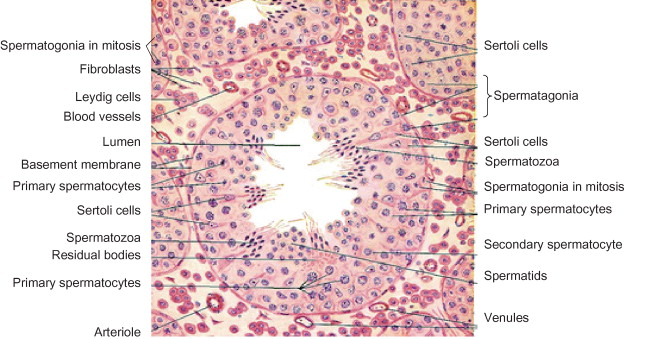 Spermatogonia in mitosis
Fibroblasts
Leydig cells
Blood vessels
Lumen
Basement membrane
Primary spermatocytes
Sertoli cells
Spermatozoa
Residual bodies
Primary spermatocytes
Arteriole
Sertoli cells
Spermatagonia
Sertoli cells
Spermatozoa
Spermatogonia in mitosis
Primary spermatocytes
Secondary spermatocyte
Spermatids
Venules